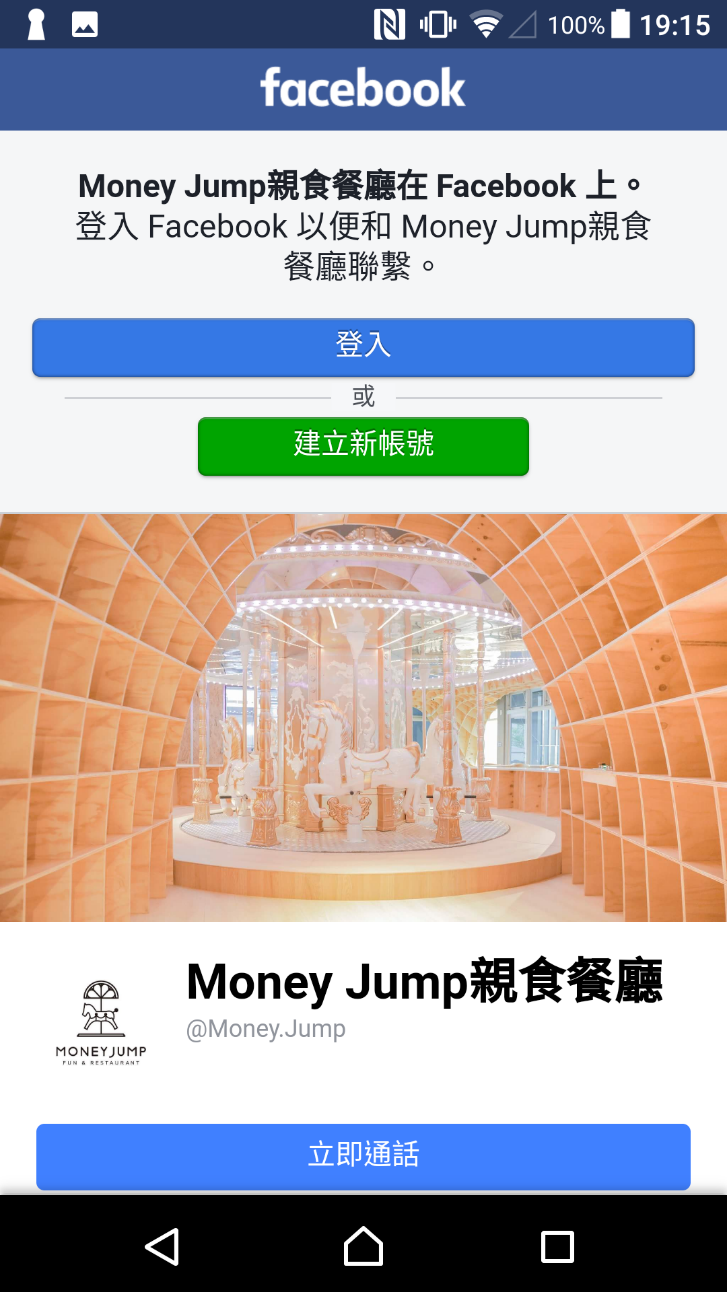 100% 19:15
facebook
Money Jump親食餐廳在 Facebook 上。
登入 Facebook 以便和 Money Jump親食
餐廳聯繫。
登入
或
建立新帳號
Money Jump親食餐廳
@Money.Jump
MONEYJUMP
FUN & RESTAURANT
立即通話